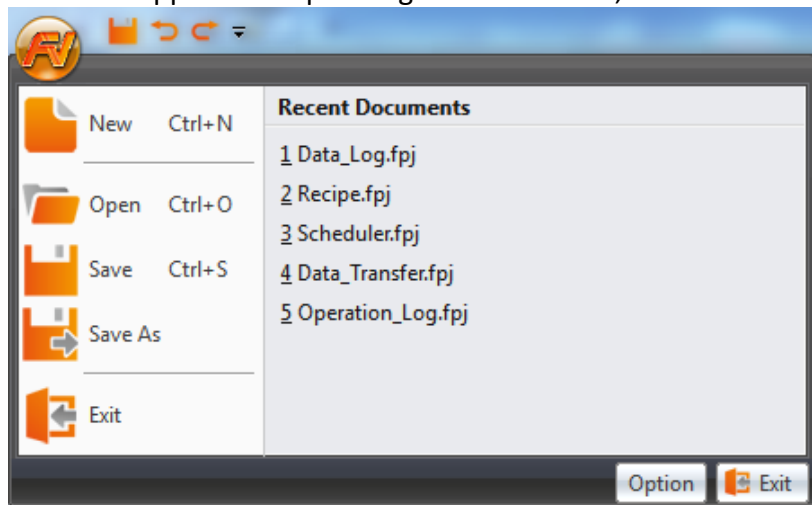 FV
New Ctrl+N
Open Ctrl+O
Save Ctrl+S
Save As
Exit
Recent Documents
1 Data_Log.fpj
2 Recipe.fpj
3 Scheduler.fpj
4 Data_Transfer.fpj
5 Operation_Log.fpj
Option Exit